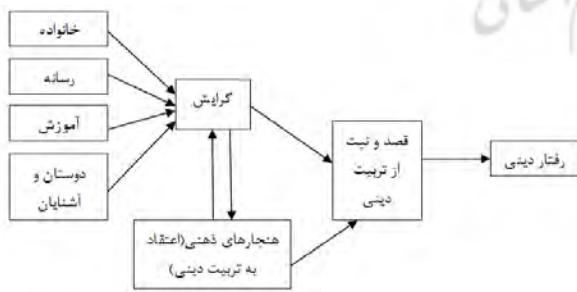 خانواده
رسانه
آموزش
دوستان و
آشنایان
گرایش
هنجارهای ذهنی(اعتقاد
به تربیت دینی)
قصد و نیت
از تربیت
دینی
رفتار دینی